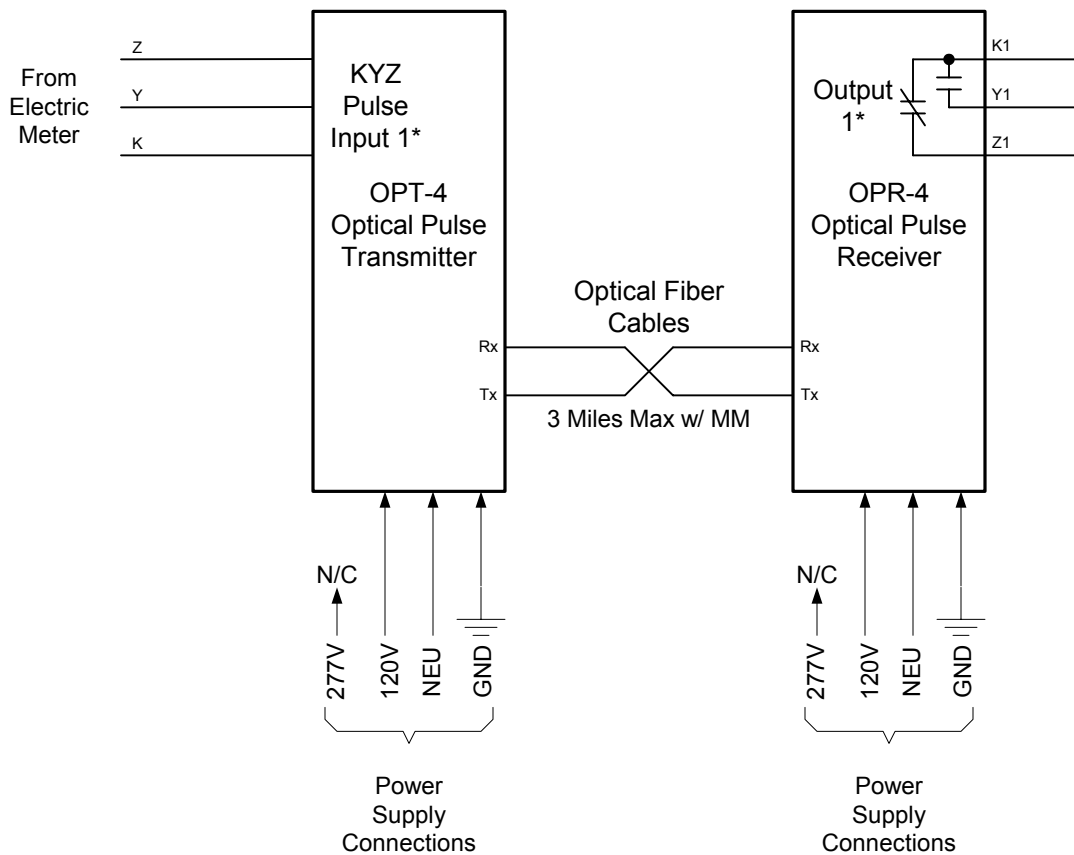 From
Electric
Meter
Z
Y
K
KYZ
Pulse
Input 1*
OPT-4
Optical Pulse
Transmitter
Rx
Tx
Optical Fiber
Cables
3 Miles Max w/ MM
Output
1*
K1
Y1
Z1
OPR-4
Optical Pulse
Receiver
Rx
Tx
N/C
277V
120V
NEU
GND
Power
Supply
Connections
N/C
277V
120V
NEU
GND
Power
Supply
Connections